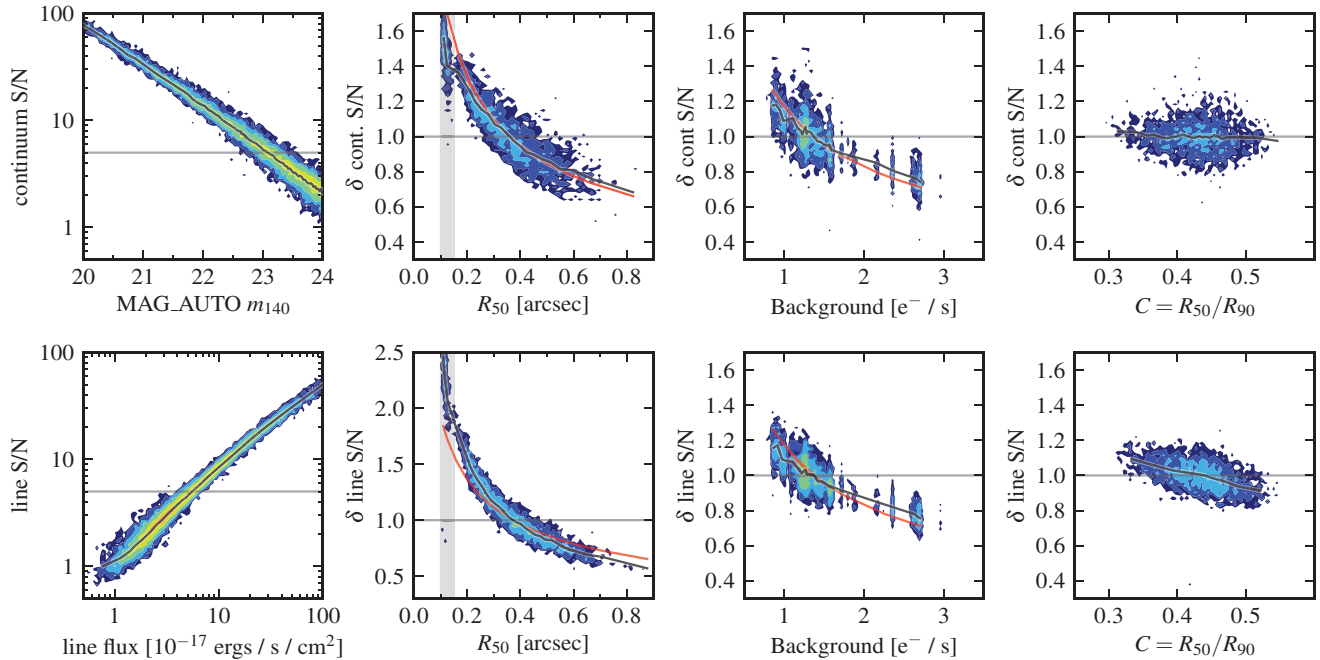 100
10
1
continuum S/N
20 21 22 23 24
MAG_AUTO m140
1.6
1.4
1.2
1.0
0.8
0.6
0.4
δ cont. S/N
0.0 0.2 0.4 0.6 0.8
R50 [arcsec]
1.6
1.4
1.2
1.0
0.8
0.6
0.4
δ cont S/N
1 2 3
Background [e− / s]
1.6
1.4
1.2
1.0
0.8
0.6
0.4
δ cont S/N
0.3 0.4 0.5
C = R50/R90
100
10
1
line S/N
1 10 100
line flux [10−17 ergs / s / cm2]
2.5
2.0
1.5
1.0
0.5
δ line S/N
0.0 0.2 0.4 0.6 0.8
R50 [arcsec]
1.6
1.4
1.2
1.0
0.8
0.6
0.4
δ line S/N
1 2 3
Background [e− / s]
1.6
1.4
1.2
1.0
0.8
0.6
0.4
δ line S/N
0.3 0.4 0.5
C = R50/R90